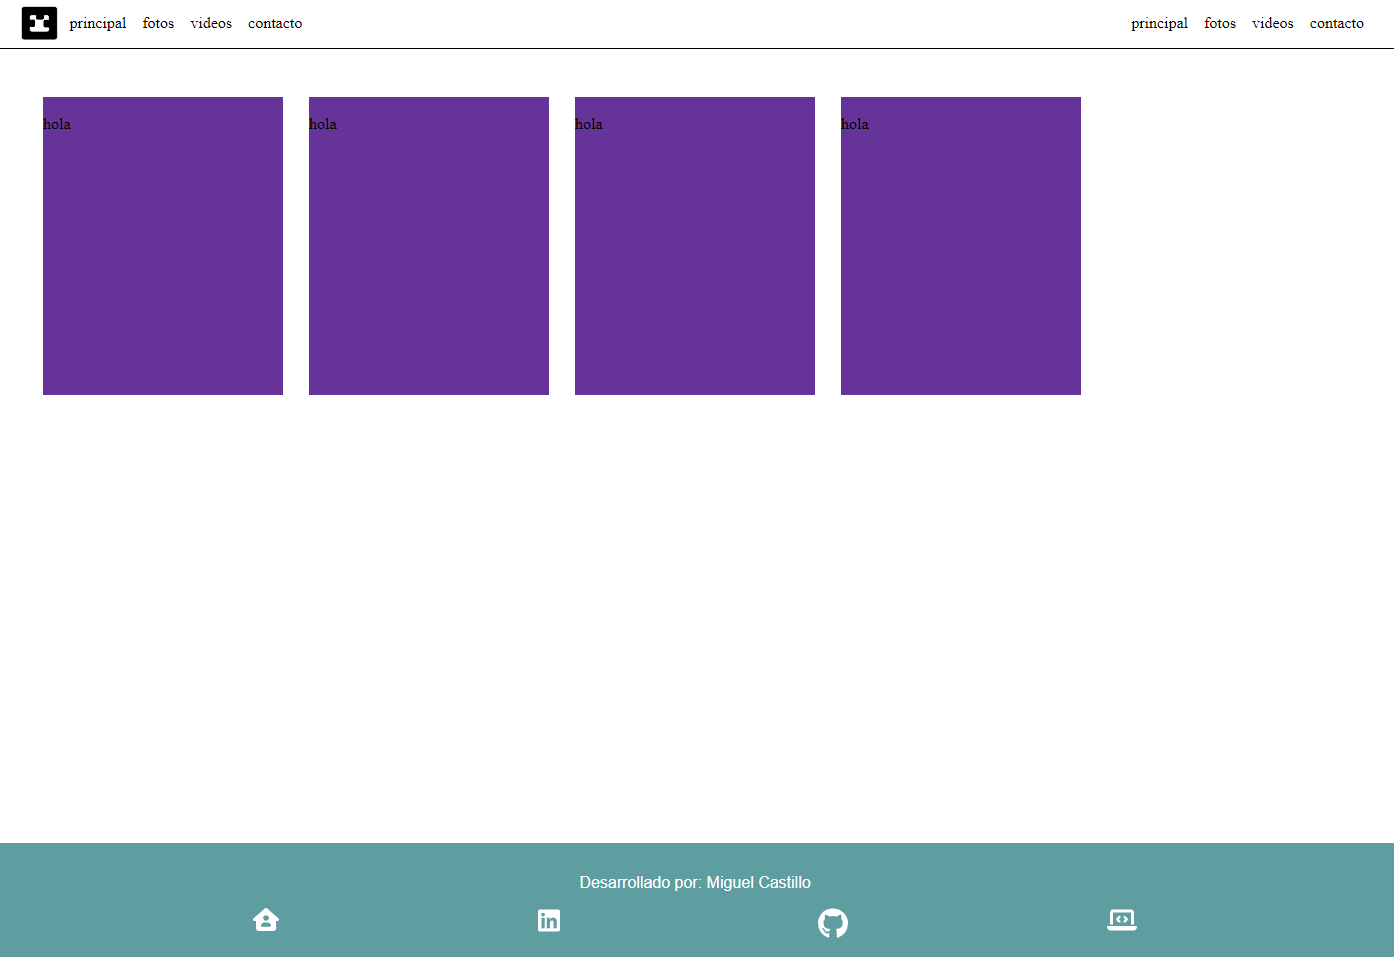 principal fotos videos contacto principal fotos videos contacto
hola hola hola hola
Desarrollado por: Miguel Castillo